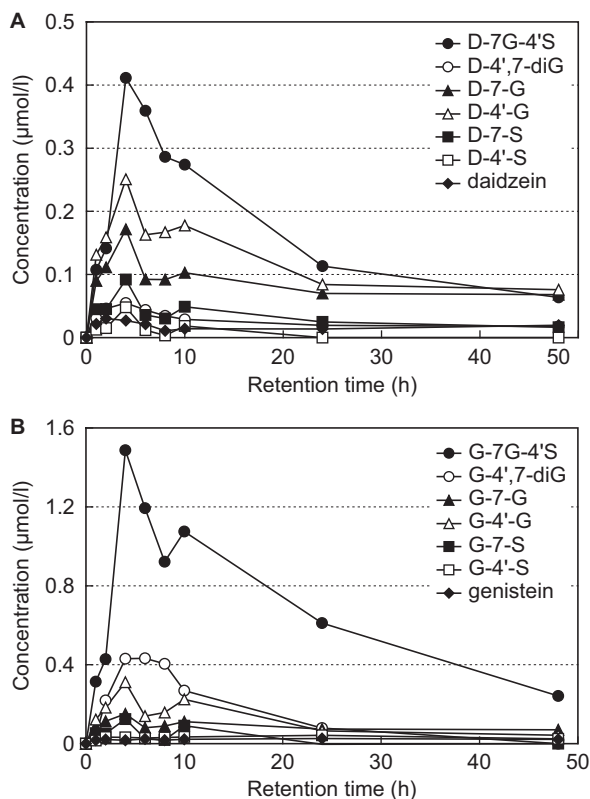 A
0.5
0.4
0.3
0.2
0.1
0
Concentration (µmol/l)
D-7G-4'S
D-4',7-diG
D-7-G
D-4'-G
D-7-S
D-4'-S
daidzein
0 10 20 30 40 50
Retention time (h)
B
1.6
1.2
0.8
0.4
0
Concentration (µmol/l)
G-7G-4'S
G-4',7-diG
G-7-G
G-4'-G
G-7-S
G-4'-S
genistein
0 10 20 30 40 50
Retention time (h)